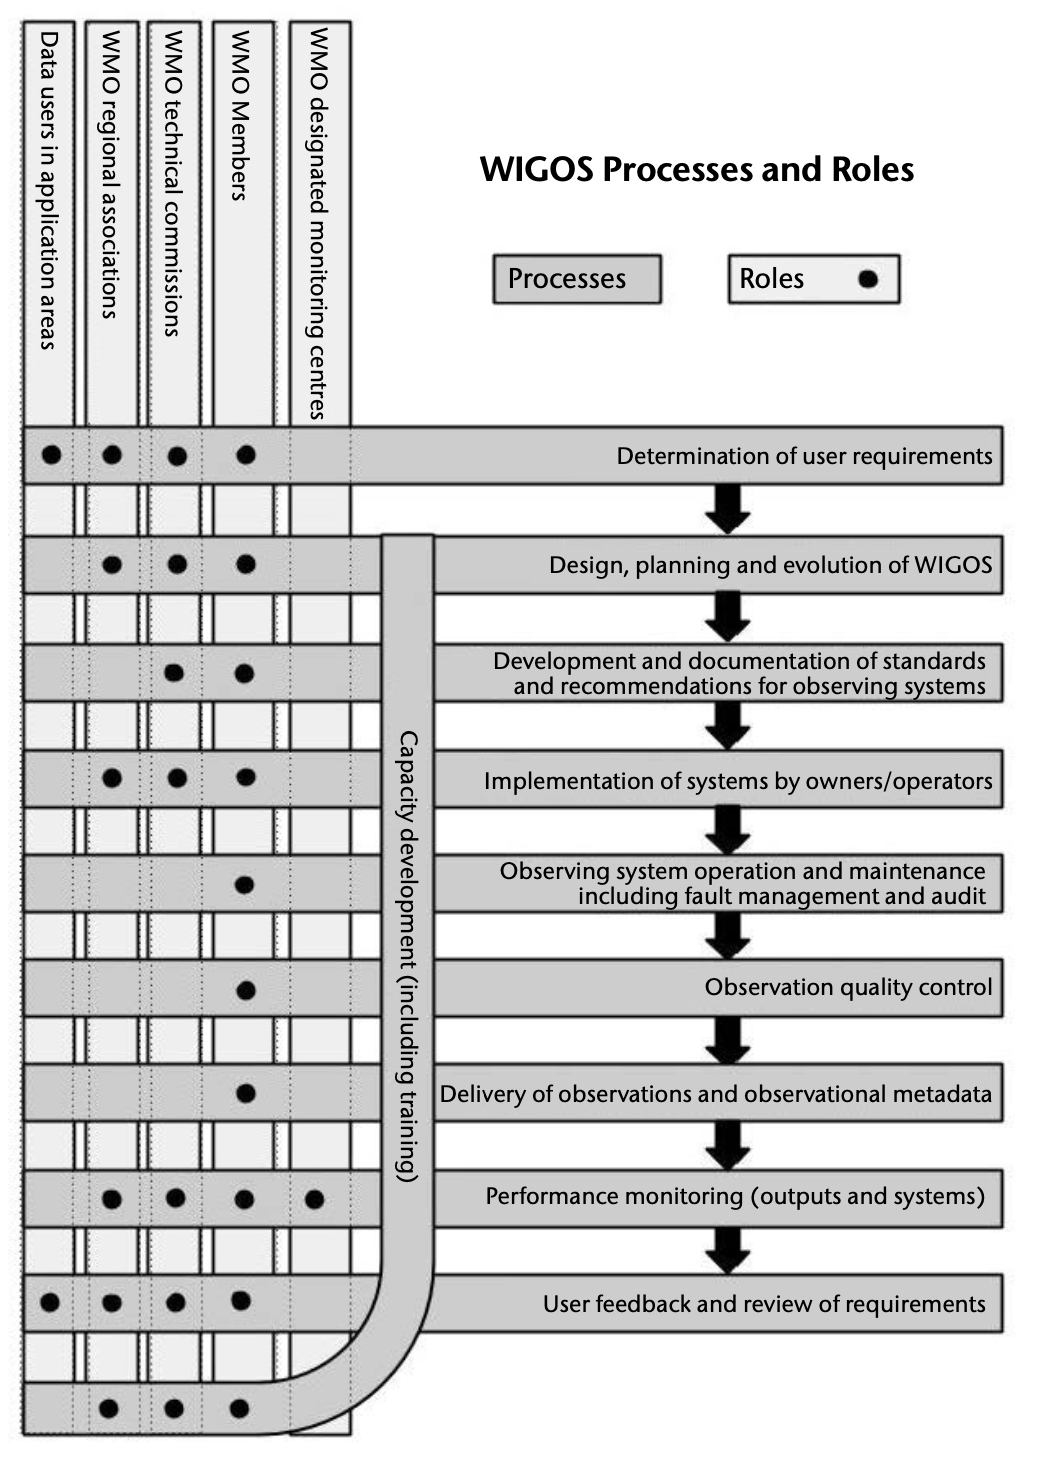 Data users in application areas
WMO regional associations
WMO technical commissions
WMO Members
WMO designated monitoring centres
WIGOS Processes and Roles
Processes
Roles
Determination of user requirements
Design, planning and evolution of WIGOS
Development and documentation of standards
and recommendations for observing systems
Implementation of systems by owners/operators
Observing system operation and maintenance
including fault management and audit
Observation quality control
Delivery of observations and observational metadata
Performance monitoring (outputs and systems)
User feedback and review of requirements
Capacity development (including training)